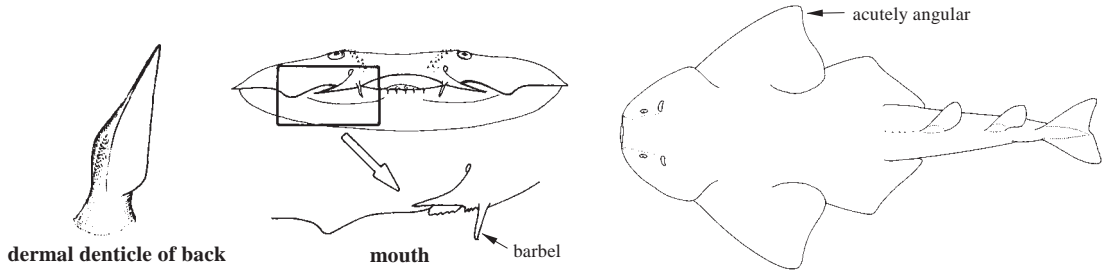 acutely angular
barbel
dermal denticle of back
mouth